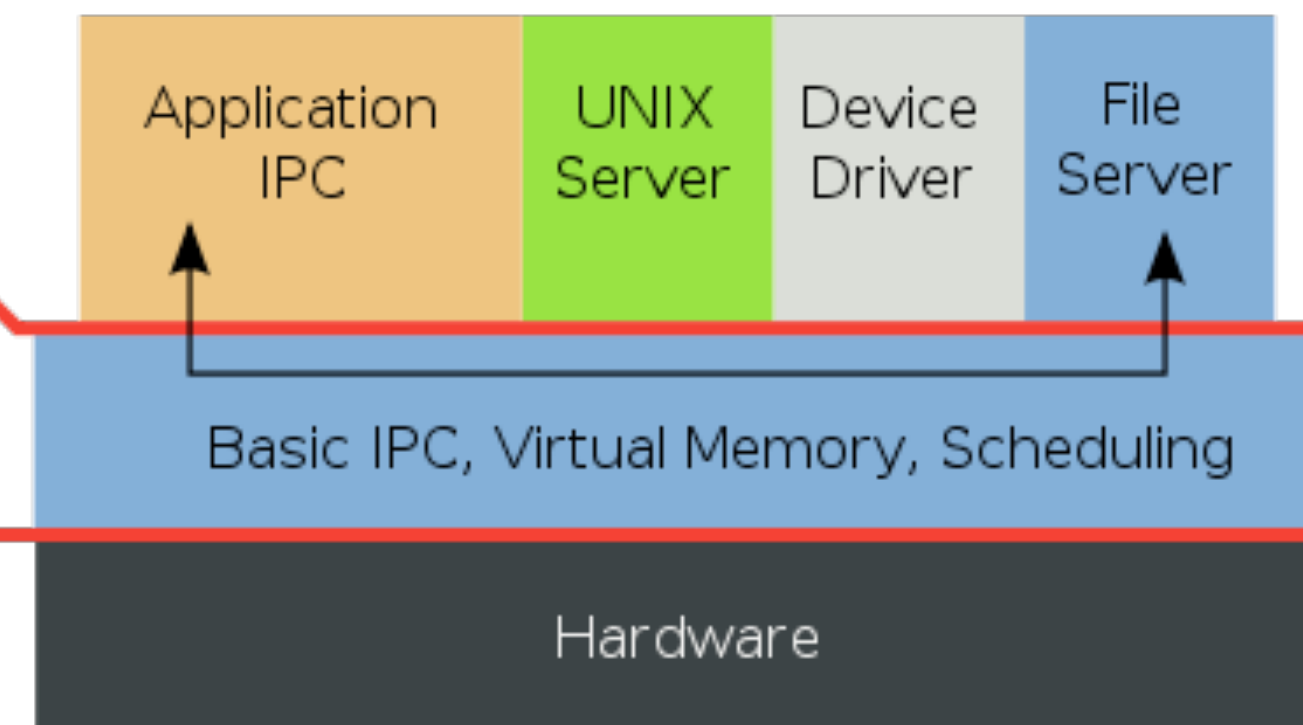 Application
IPC
UNIX
Server
Device
Driver
File
Server
Basic IPC, Virtual Memory, Scheduling
Hardware